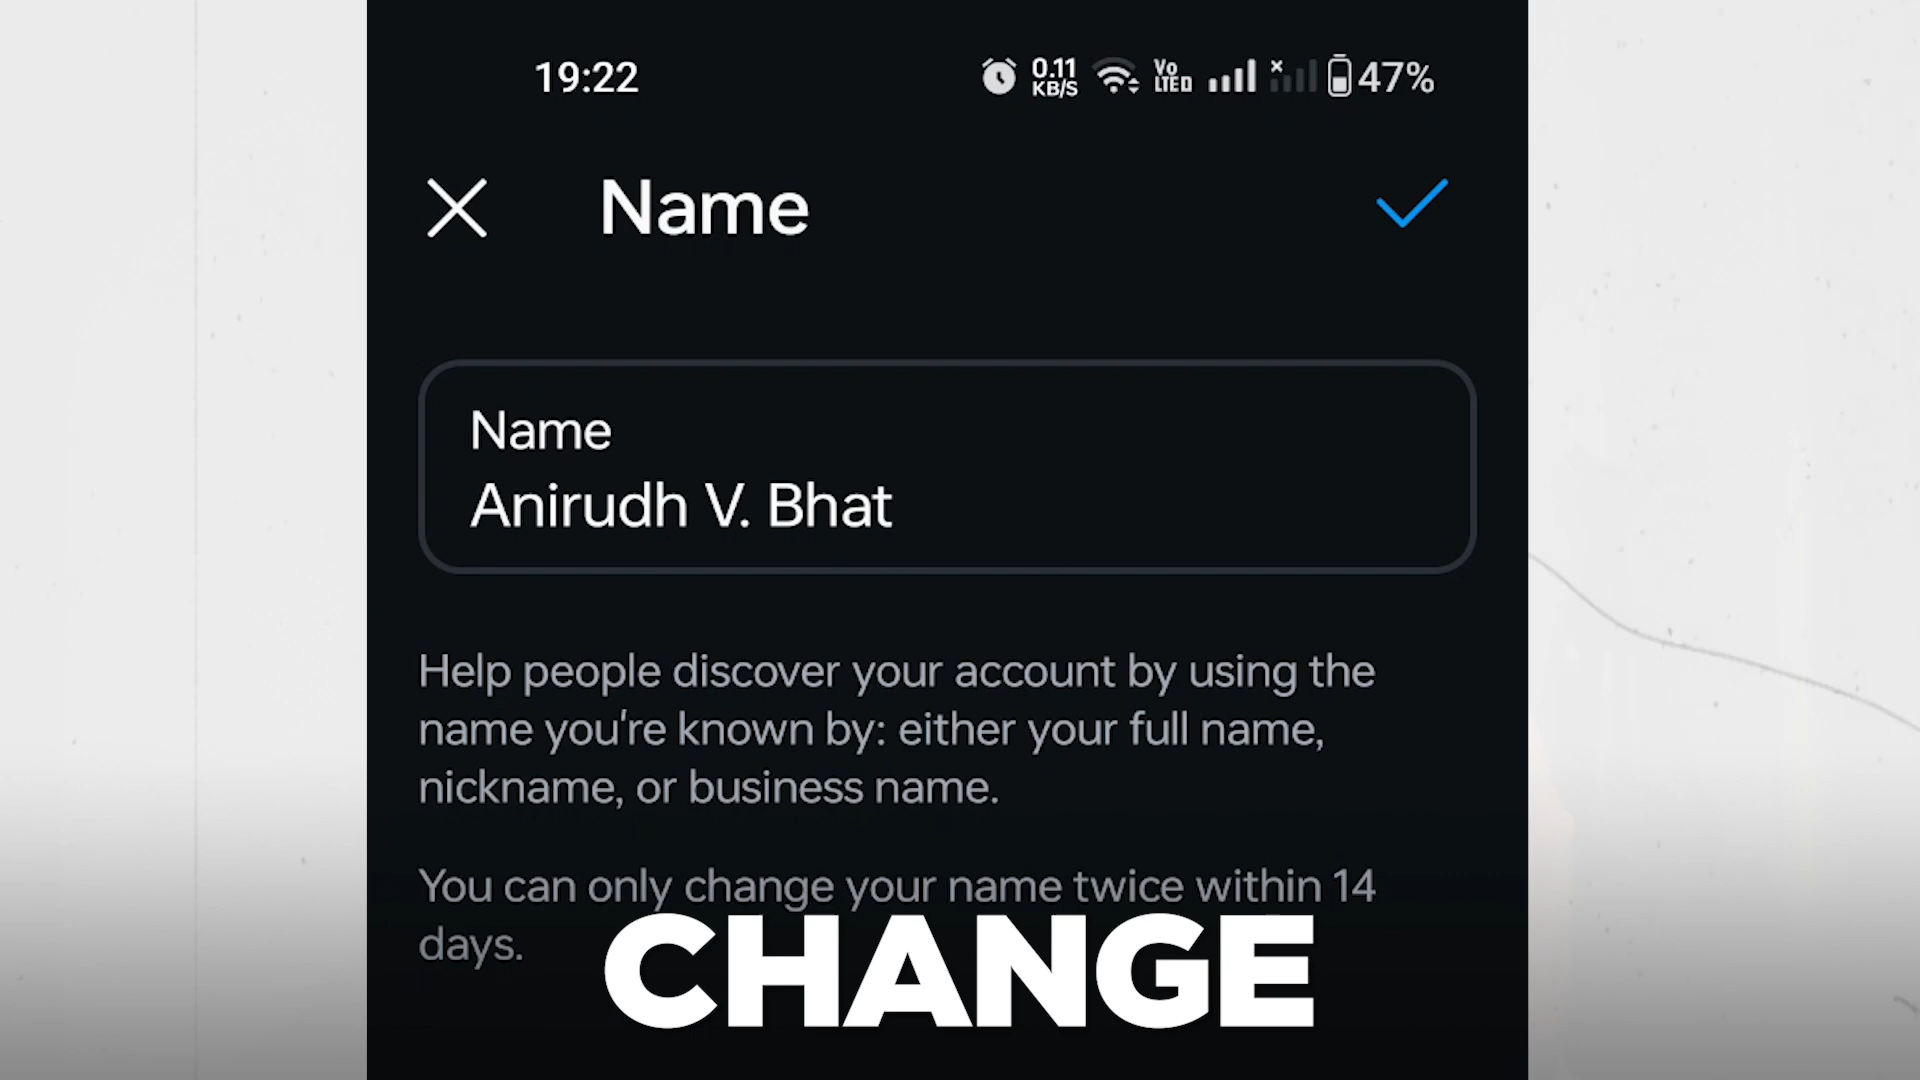 19:22
0.11 KB/S Vo LTE 47%
Name
Name
Anirudh V. Bhat
Help people discover your account by using the
name you're known by: either your full name,
nickname, or business name.
You can only change your name twice within 14
days.
CHANGE